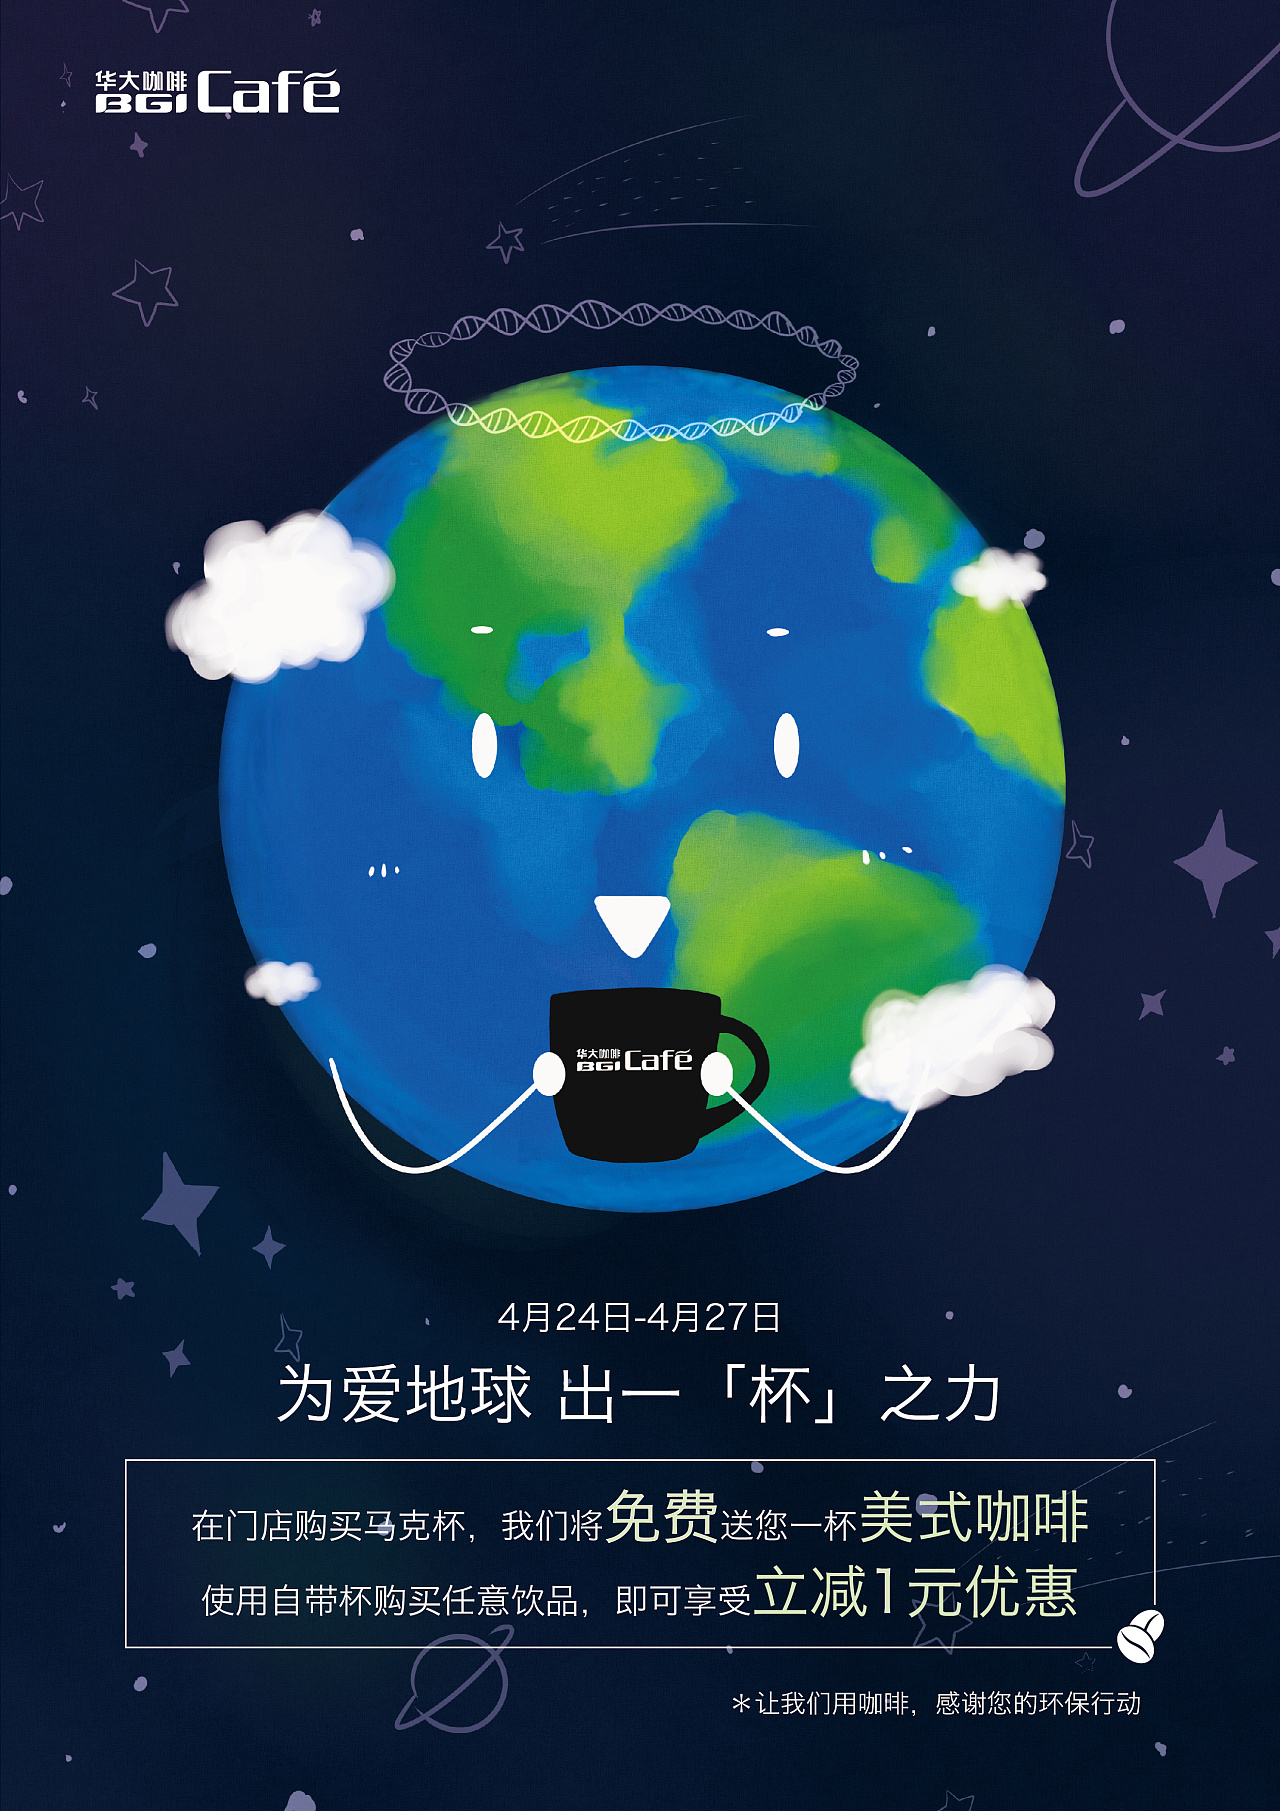 华大咖啡
BGI Café
华大咖啡
BGI Café
4月24日-4月27日
为爱地球 出一「杯」之力
在门店购买马克杯，我们将免费送您一杯美式咖啡
使用自带杯购买任意饮品，即可享受立减1元优惠
*让我们用咖啡，感谢您的环保行动